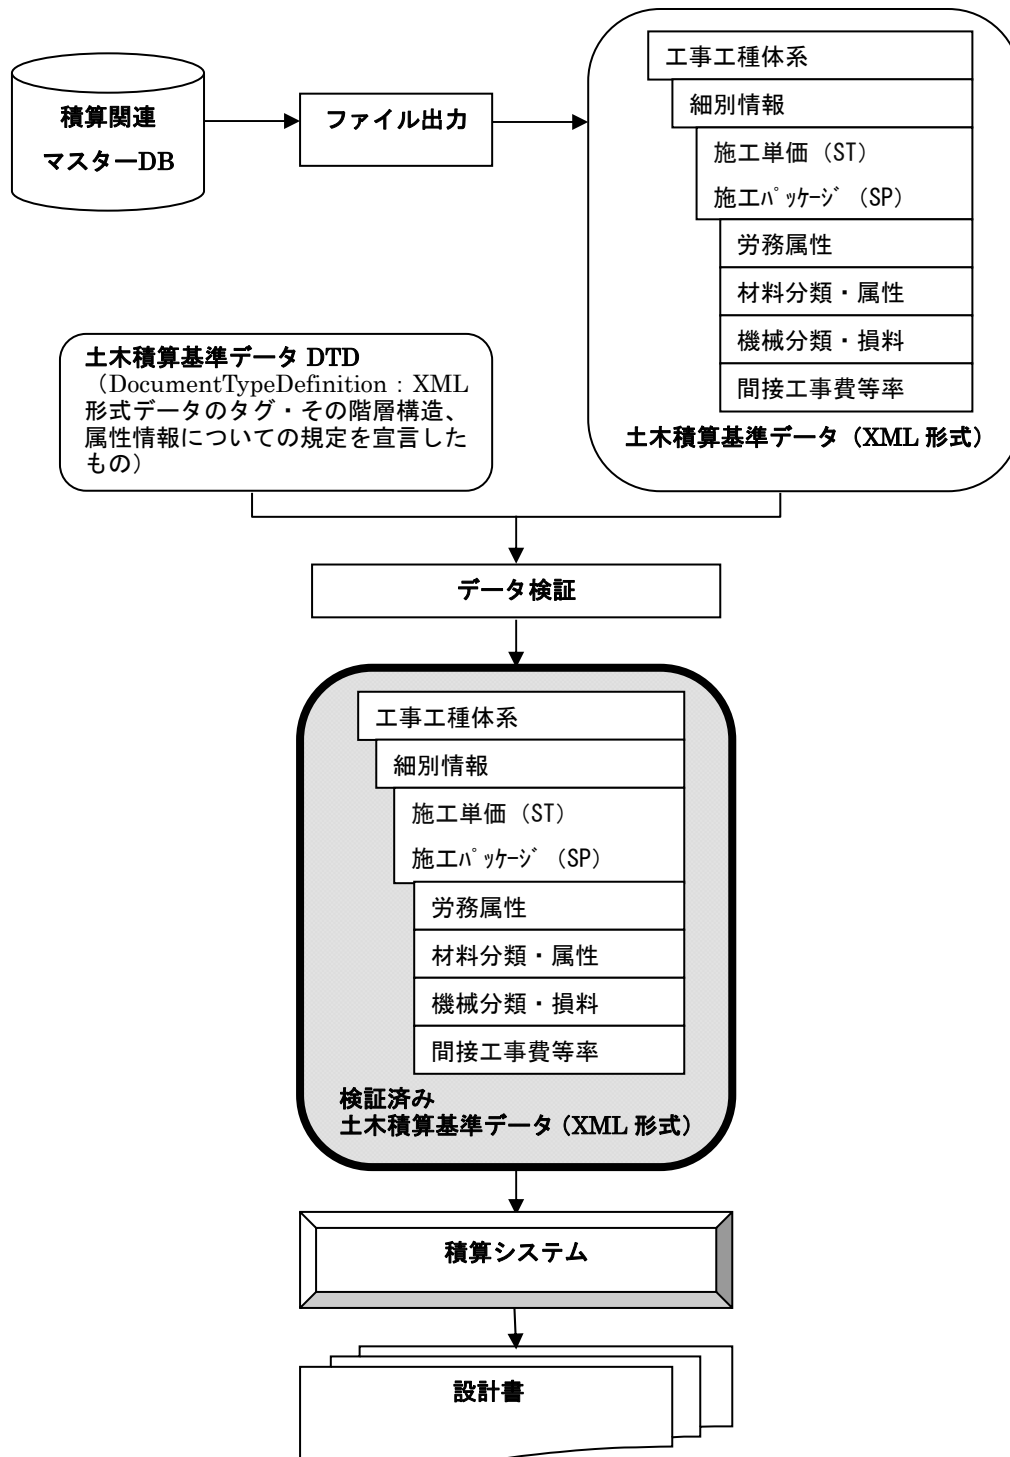 積算関連
マスターDB
ファイル出力
工事工種体系
細別情報
施工単価（ST）
施工ﾊﾟｯｹｰｼﾞ（SP）
労務属性
材料分類・属性
機械分類・損料
間接工事費等率
土木積算基準データ（XML 形式）
土木積算基準データ DTD
（DocumentTypeDefinition：XML
形式データのタグ・その階層構造、
属性情報についての規定を宣言した
もの）
データ検証
工事工種体系
細別情報
施工単価（ST）
施工ﾊﾟｯｹｰｼﾞ（SP）
労務属性
材料分類・属性
機械分類・損料
間接工事費等率
検証済み
土木積算基準データ（XML 形式）
積算システム
設計書